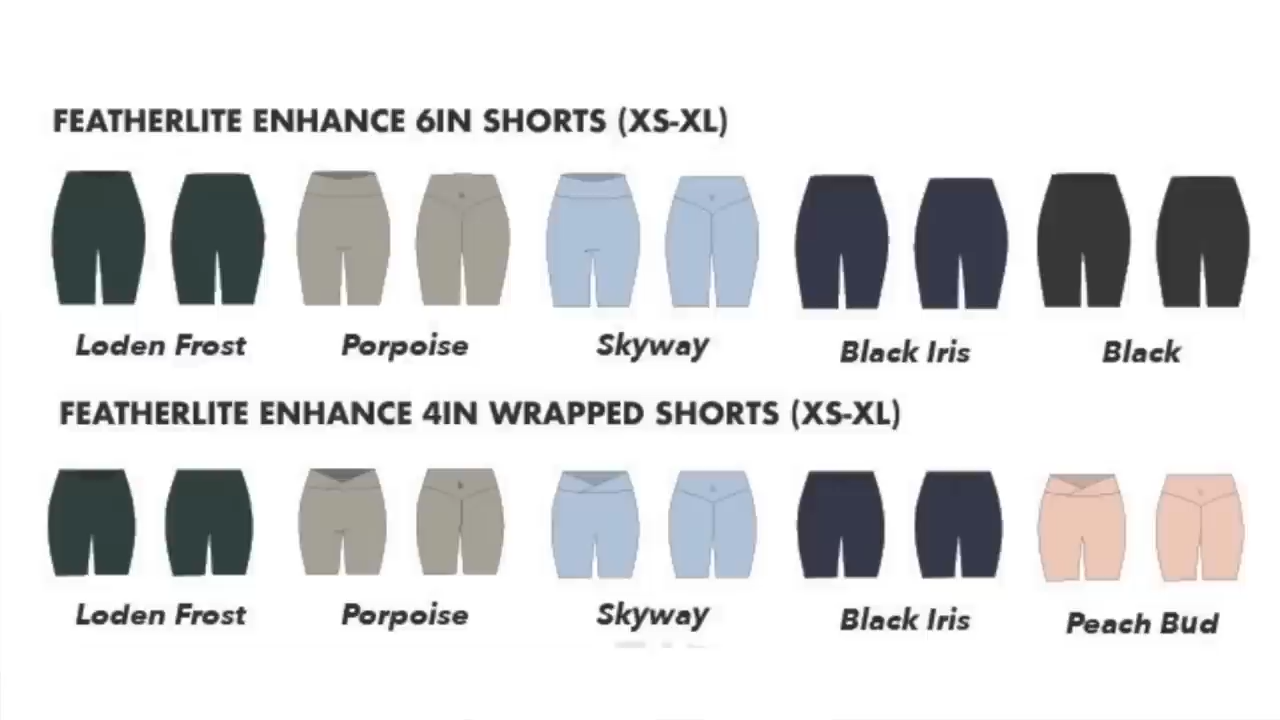 FEATHERLITE ENHANCE 6IN SHORTS (XS-XL)
Loden Frost Porpoise Skyway Black Iris Black
FEATHERLITE ENHANCE 4IN WRAPPED SHORTS (XS-XL)
Loden Frost Porpoise Skyway Black Iris Peach Bud